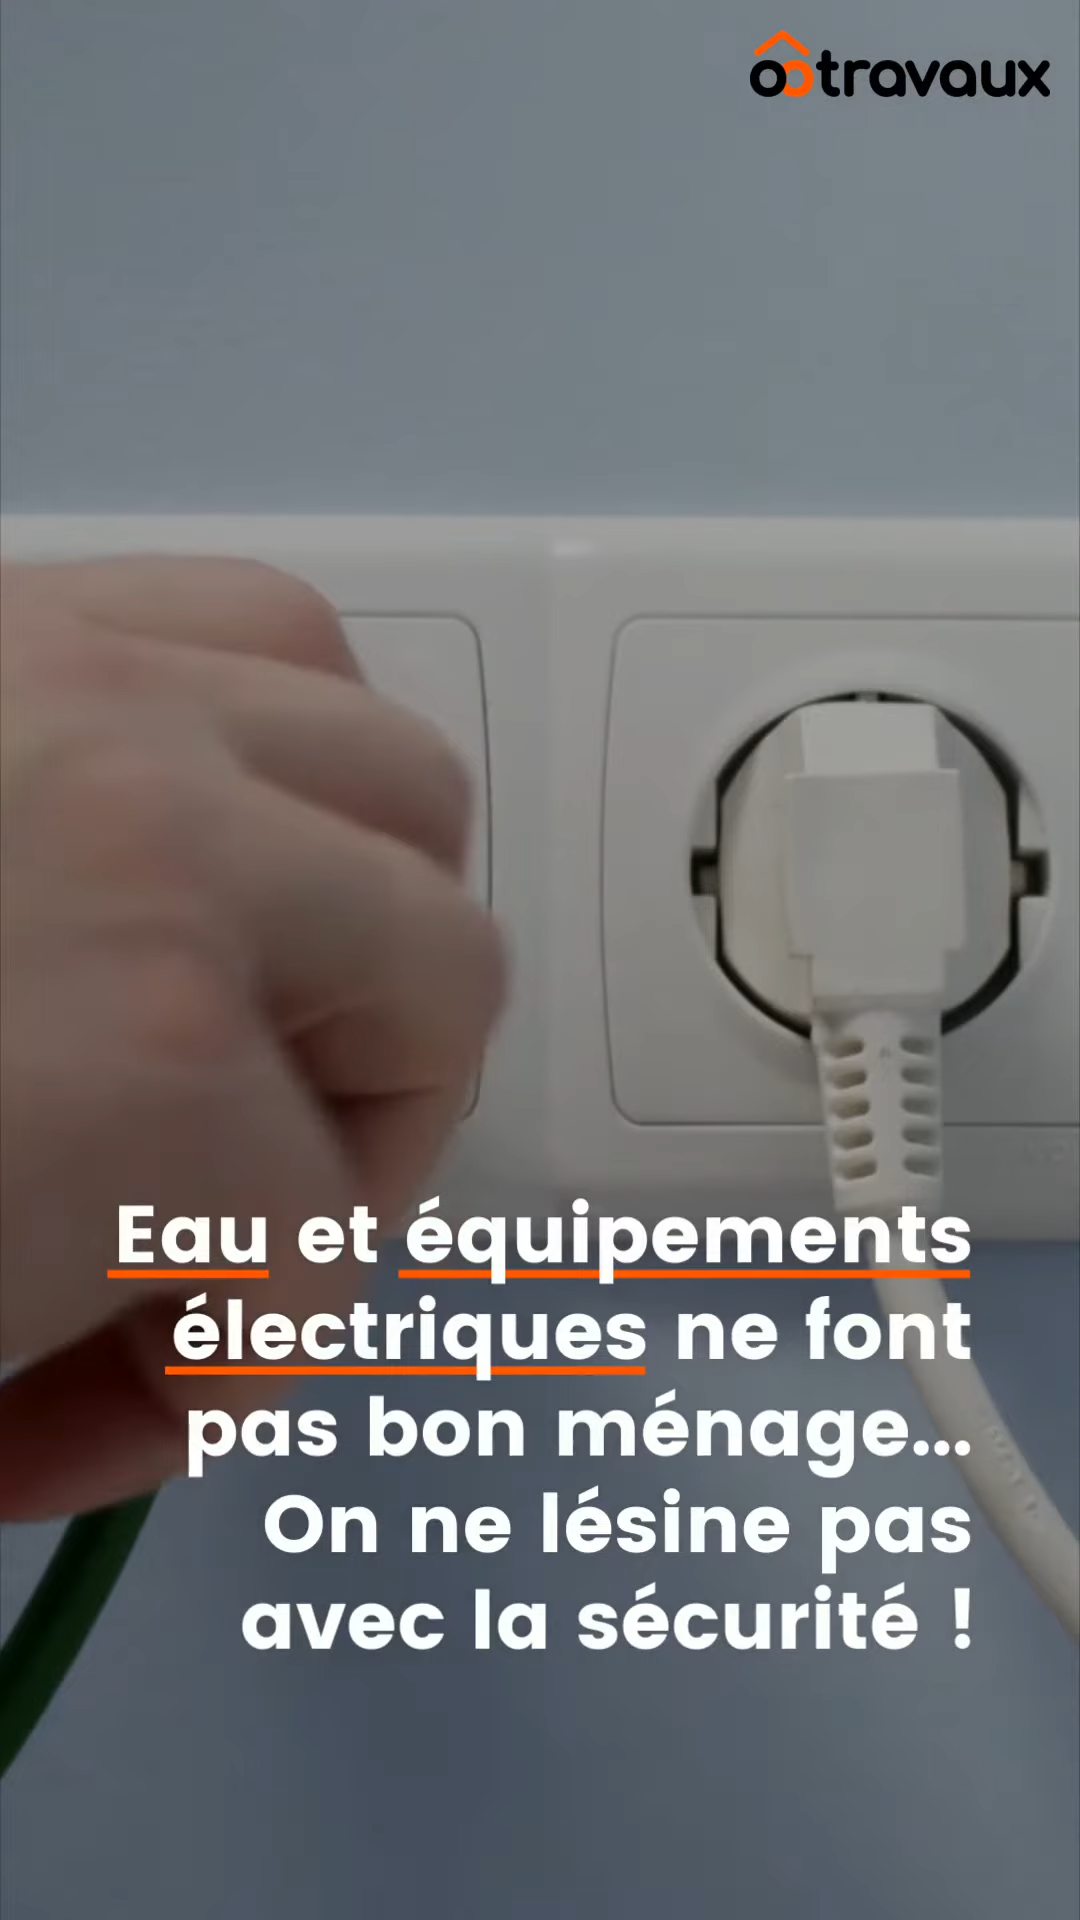 ootravaux
Eau et équipements
électriques ne font
pas bon ménage...
On ne lésine pas
avec la sécurité !